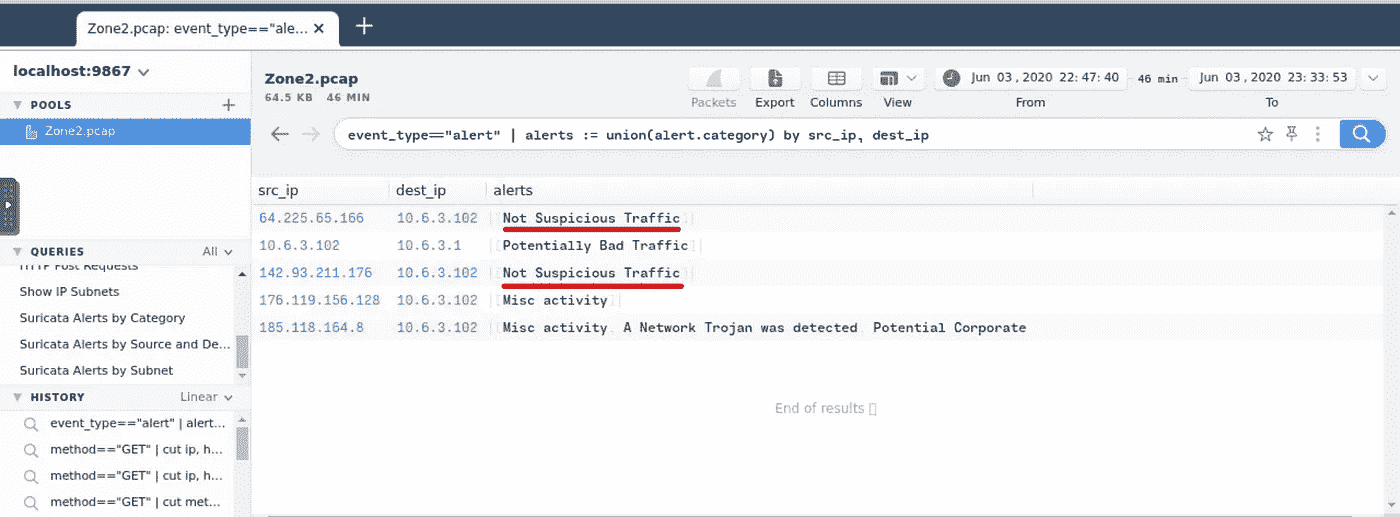 Zone2.pcap: event_type=="ale...
localhost:9867
POOLS
Zone2.pcap
Zone2.pcap
64.5 KB 46 MIN
Packets
Export
Columns
View
Jun 03, 2020 22:47:40
From
46 min
Jun 03, 2020 23:33:53
To
event_type=="alert" | alerts := union(alert.category) by src_ip, dest_ip
src_ip dest_ip alerts
64.225.65.166 10.6.3.102 Not Suspicious Traffic
10.6.3.102 10.6.3.1 Potentially Bad Traffic
142.93.211.176 10.6.3.102 Not Suspicious Traffic
176.119.156.128 10.6.3.102 Misc activity
185.118.164.8 10.6.3.102 Misc activity A Network Trojan was detected Potential Corporate
End of results
QUERIES All
HTTP Post Requests
Show IP Subnets
Suricata Alerts by Category
Suricata Alerts by Source and De...
Suricata Alerts by Subnet
HISTORY Linear
event_type=="alert" | alert...
method=="GET" | cut ip, h...
method=="GET" | cut ip, h...
method=="GET" | cut met...